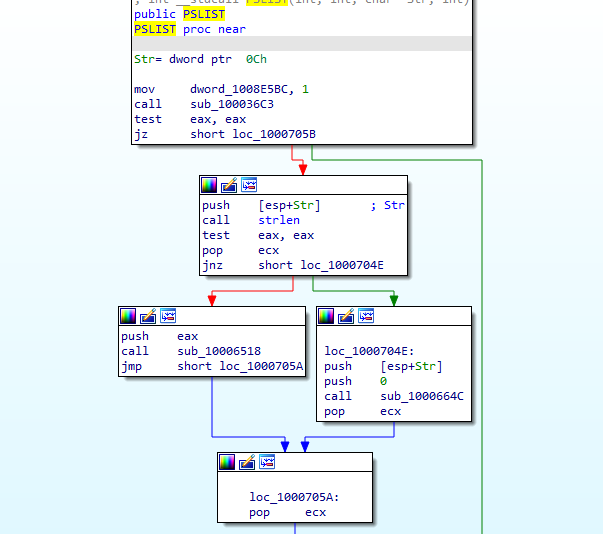 ; int __stdcall PSLIST(int, int, char *Str, int)
public PSLIST
PSLIST proc near
Str= dword ptr 0Ch
mov dword_1008E5BC, 1
call sub_100036C3
test eax, eax
jz short loc_1000705B
push [esp+Str] ; Str
call strlen
test eax, eax
pop ecx
jnz short loc_1000704E
push eax
call sub_10006518
jmp short loc_1000705A
loc_1000704E:
push [esp+Str]
push 0
call sub_1000664C
pop ecx
loc_1000705A:
pop ecx